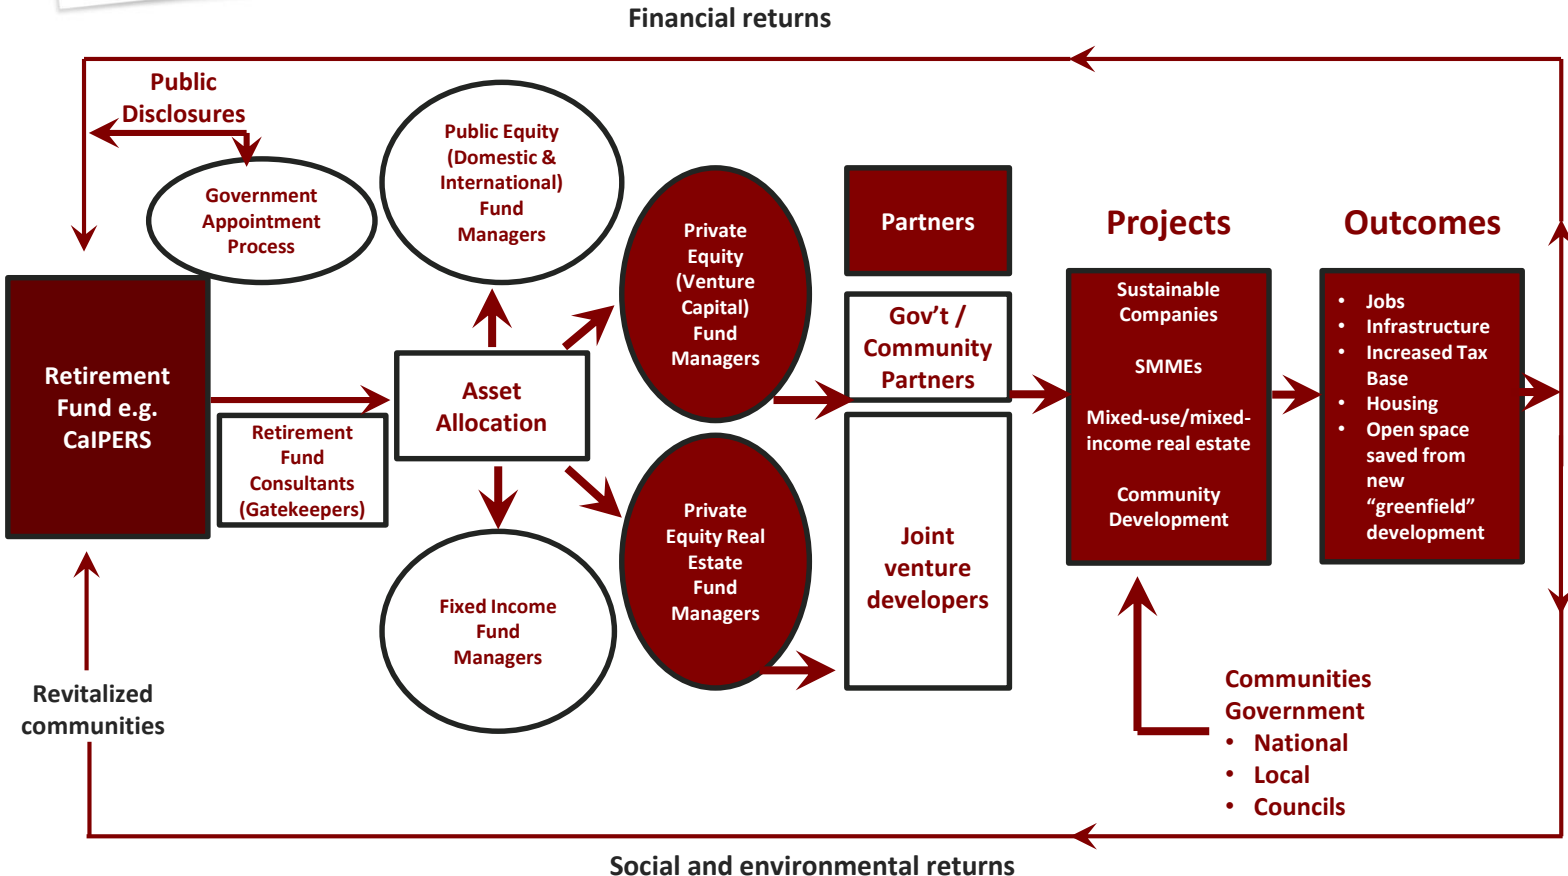 Financial returns
Public
Disclosures
Government
Appointment
Process
Public Equity
(Domestic &
International)
Fund
Managers
Private
Equity
(Venture
Capital)
Fund
Managers
Partners
Projects
Outcomes
Retirement
Fund e.g.
CalPERS
Retirement
Fund
Consultants
(Gatekeepers)
Asset
Allocation
Gov't /
Community
Partners
Sustainable
Companies
SMMEs
Mixed-use/mixed-
income real estate
Community
Development
• Jobs
• Infrastructure
• Increased Tax
Base
• Housing
• Open space
saved from
new
“greenfield”
development
Private
Equity Real
Estate
Fund
Managers
Joint
venture
developers
Fixed Income
Fund
Managers
Revitalized
communities
Communities
Government
• National
• Local
• Councils
Social and environmental returns